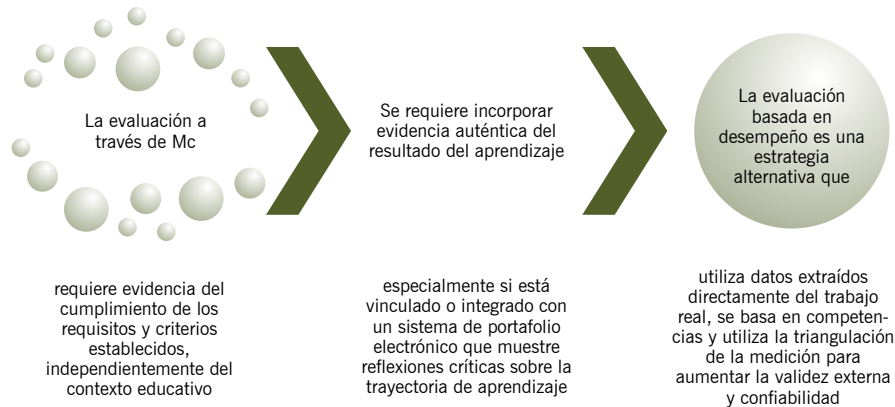 La evaluación a
través de Mc
requiere evidencia del
cumplimiento de los
requisitos y criterios
establecidos,
independientemente del
contexto educativo
Se requiere incorporar
evidencia auténtica del
resultado del aprendizaje
especialmente si está
vinculado o integrado con
un sistema de portafolio
electrónico que muestre
reflexiones críticas sobre la
trayectoria de aprendizaje
La evaluación
basada en
desempeño es una
estrategia
alternativa que
utiliza datos extraídos
directamente del trabajo
real, se basa en competen-
cias y utiliza la triangulación
de la medición para
aumentar la validez externa
y confiabilidad